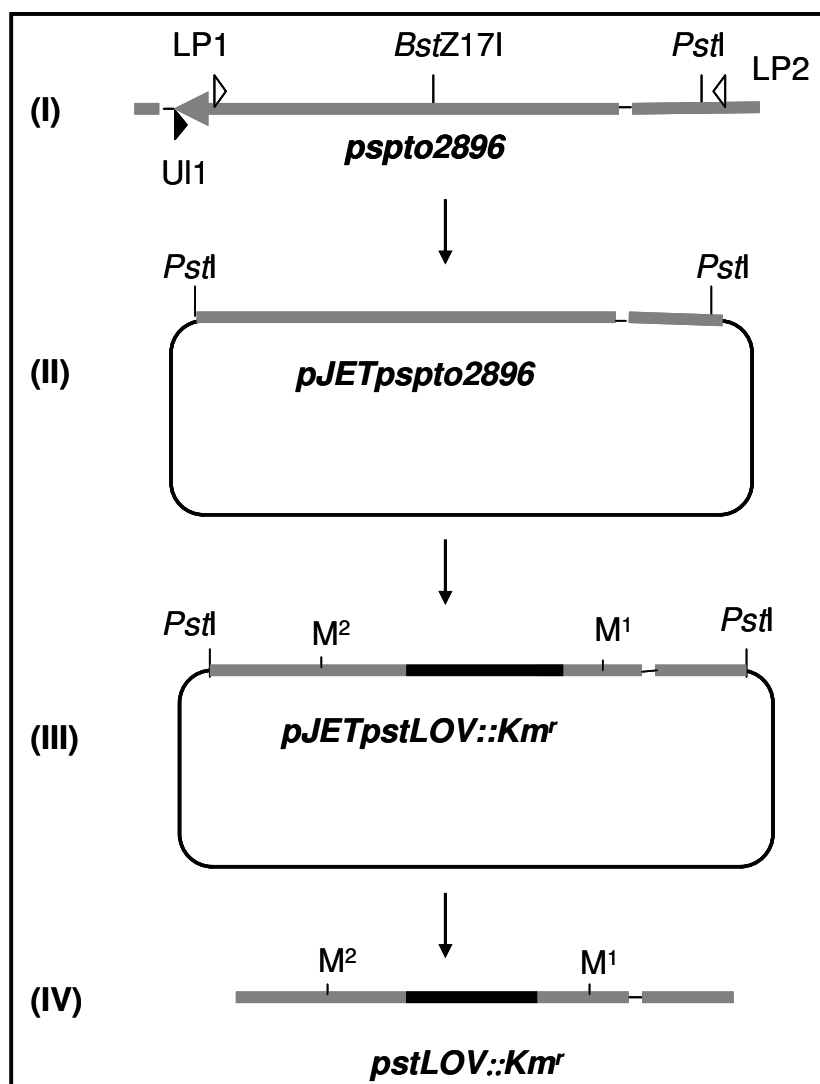 LP1 BstZ17I PstI LP2
(I)
pspto2896
UI1
PstI PstI
(II)
pJETpspto2896
PstI M² M¹ PstI
(III)
pJETpstLOV::Kmʳ
M² M¹
(IV)
pstLOV::Kmʳ